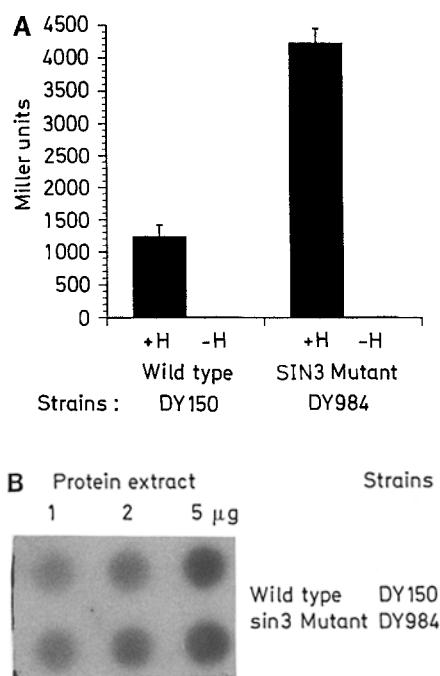 A
Miller units
4500
4000
3500
3000
2500
2000
1500
1000
500
0
+H -H +H -H
Wild type SIN3 Mutant
Strains : DY150 DY984
B Protein extract Strains
1 2 5 μg
Wild type DY150
sin3 Mutant DY984